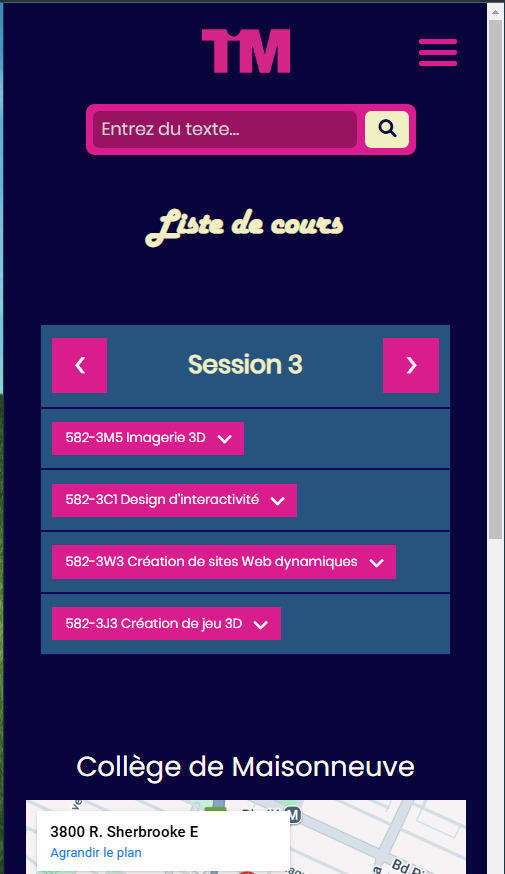 TIM
Entrez du texte...
Liste de cours
Session 3
582-3M5 Imagerie 3D
582-3C1 Design d'interactivité
582-3W3 Création de sites Web dynamiques
582-3J3 Création de jeu 3D
Collège de Maisonneuve
3800 R. Sherbrooke E
Agrandir le plan
M
Bd Pi